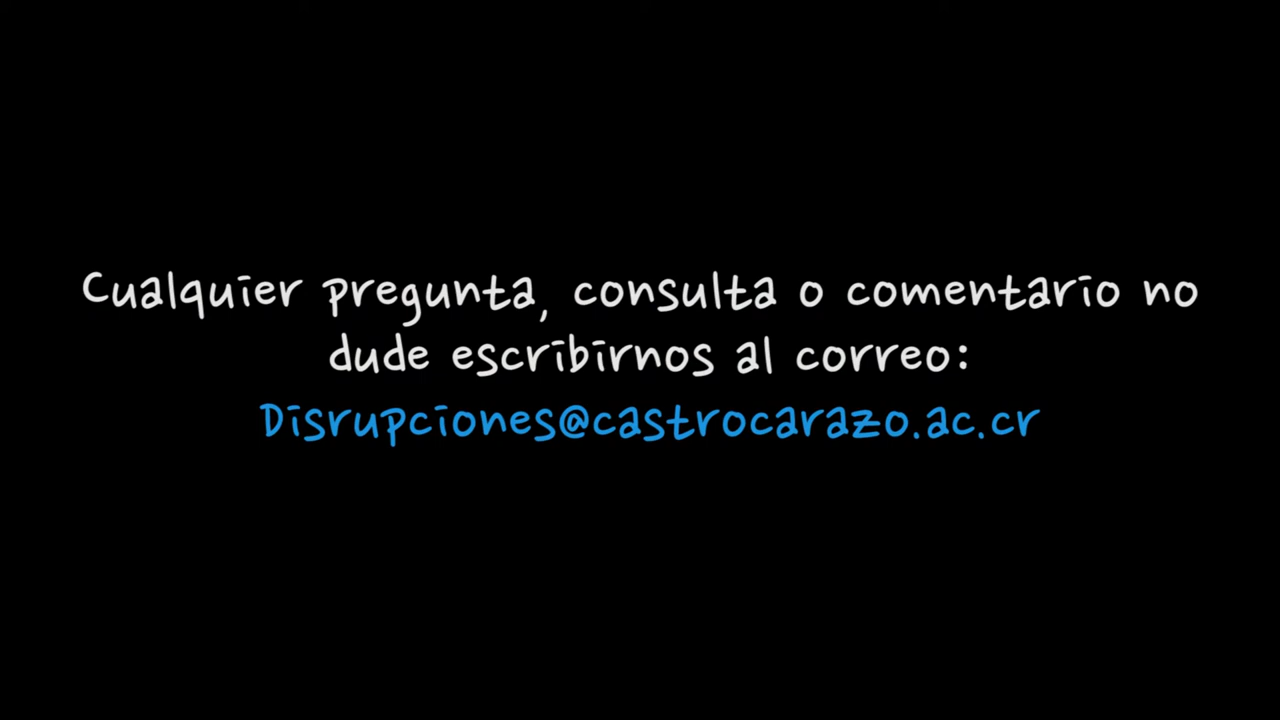 Cualquier pregunta, consulta o comentario no
dude escribirnos al correo:
Disrupciones@castrocarazo.ac.cr